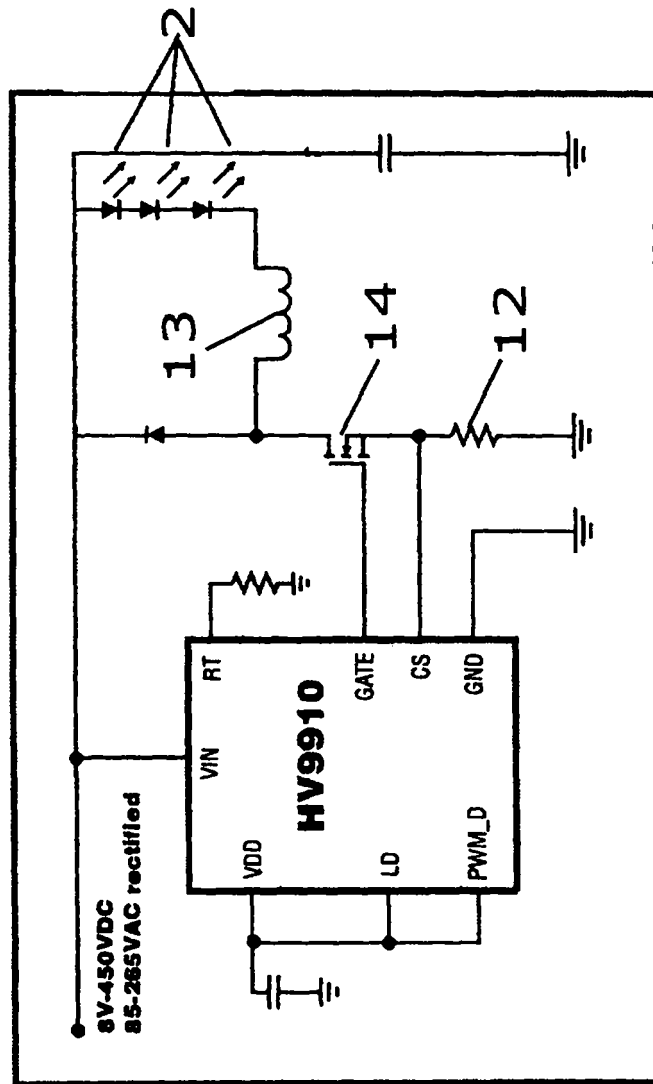 8V-450VDC
85-265VAC rectified
2
13
VIN
RT
VDD
HV9910
GATE
14
LD
CS
PWM_D
GND
12